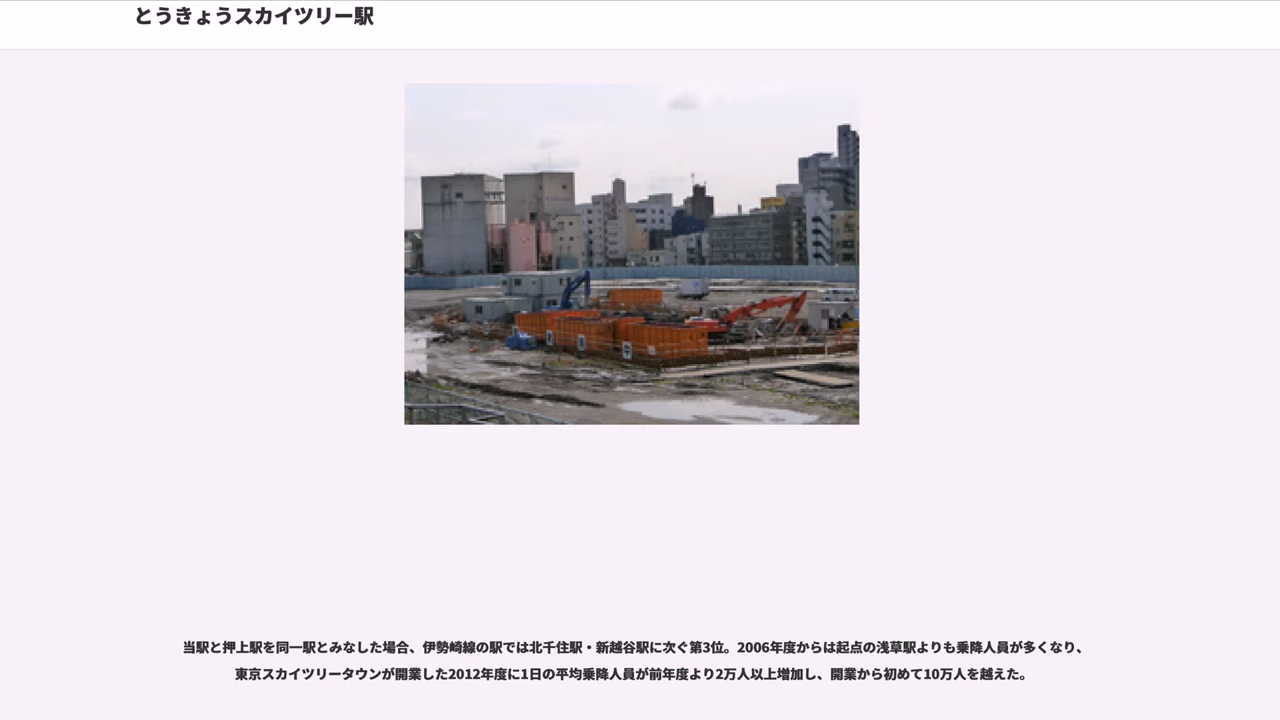 とうきょうスカイツリー駅
当駅と押上駅を同一駅とみなした場合、伊勢崎線の駅では北千住駅・新越谷駅に次ぐ第3位。2006年度からは起点の浅草駅よりも乗降人員が多くなり、
東京スカイツリータウンが開業した2012年度に1日の平均乗降人員が前年度より2万人以上増加し、開業から初めて10万人を越えた。